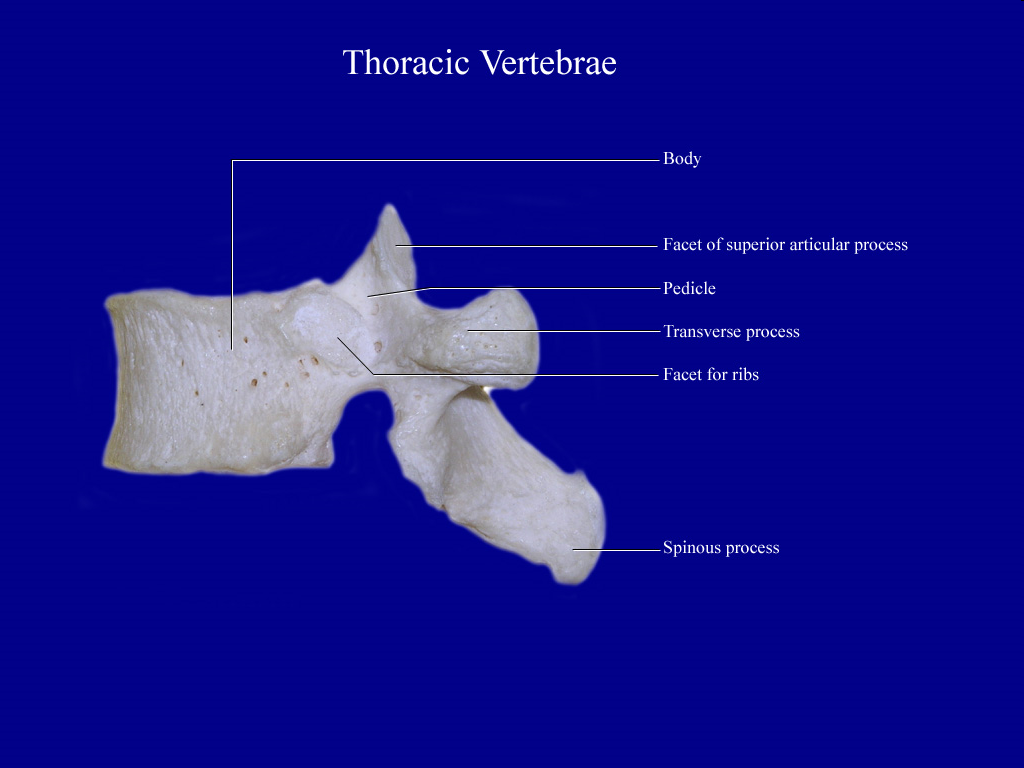 Thoracic Vertebrae
Body
Facet of superior articular process
Pedicle
Transverse process
Facet for ribs
Spinous process